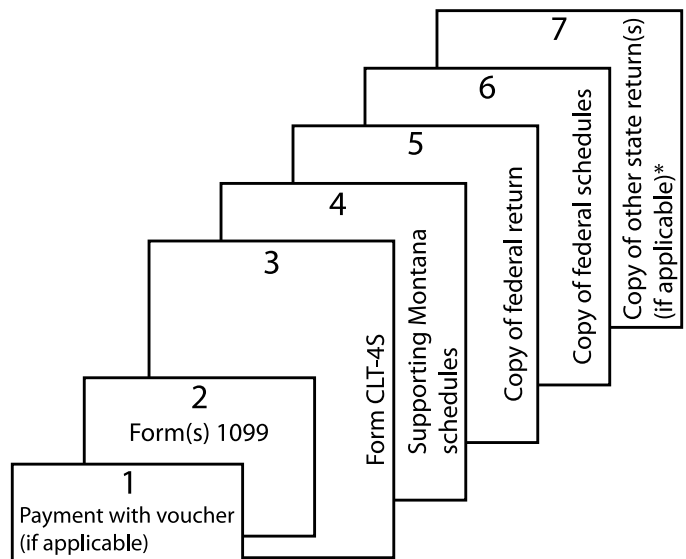 1
Payment with voucher
(if applicable)
2
Form(s) 1099
3
Form CLT-4S
4
Supporting Montana
schedules
5
Copy of federal return
6
Copy of federal schedules
7
Copy of other state return(s)
(if applicable)*